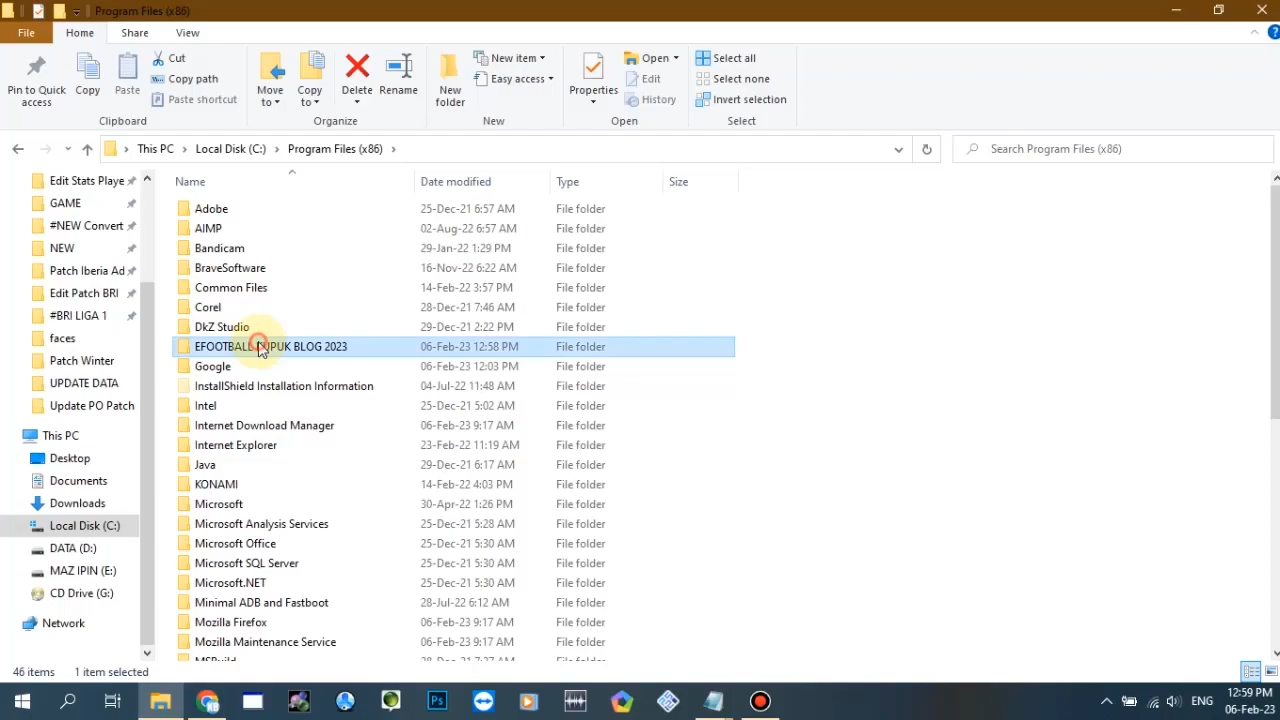 Program Files (x86)
File Home Share View
Pin to Quick access
Copy
Paste
Cut
Copy path
Paste shortcut
Clipboard
Move to
Copy to
Delete
Rename
Organize
New folder
New item
Easy access
New
Properties
Open
Edit
History
Open
Select all
Select none
Invert selection
Select
This PC Local Disk (C:) Program Files (x86)
Search Program Files (x86)
Edit Stats Playe
GAME
#NEW Convert
NEW
Patch Iberia Ad
Edit Patch BRI
#BRI LIGA 1
faces
Patch Winter
UPDATE DATA
Update PO Patch
This PC
Desktop
Documents
Downloads
Local Disk (C:)
DATA (D:)
MAZ IPIN (E:)
CD Drive (G:)
Network
Name Date modified Type Size
Adobe 25-Dec-21 6:57 AM File folder
AIMP 02-Aug-22 6:57 AM File folder
Bandicam 29-Jan-22 1:29 PM File folder
BraveSoftware 16-Nov-22 6:22 AM File folder
Common Files 14-Feb-22 3:57 PM File folder
Corel 28-Dec-21 7:46 AM File folder
DkZ Studio 29-Dec-21 2:22 PM File folder
EFOOTBALL BLOG 2023 06-Feb-23 12:58 PM File folder
Google 06-Feb-23 12:03 PM File folder
InstallShield Installation Information 04-Jul-22 11:48 AM File folder
Intel 25-Dec-21 5:02 AM File folder
Internet Download Manager 06-Feb-23 9:17 AM File folder
Internet Explorer 23-Feb-22 11:19 AM File folder
Java 29-Dec-21 6:17 AM File folder
KONAMI 14-Feb-22 4:03 PM File folder
Microsoft 30-Apr-22 1:26 PM File folder
Microsoft Analysis Services 25-Dec-21 5:28 AM File folder
Microsoft Office 25-Dec-21 5:30 AM File folder
Microsoft SQL Server 25-Dec-21 5:30 AM File folder
Microsoft.NET 25-Dec-21 5:30 AM File folder
Minimal ADB and Fastboot 28-Jul-22 6:12 AM File folder
Mozilla Firefox 06-Feb-23 9:17 AM File folder
Mozilla Maintenance Service 06-Feb-23 9:17 AM File folder
46 items 1 item selected
Ps
ENG
12:59 PM
06-Feb-23